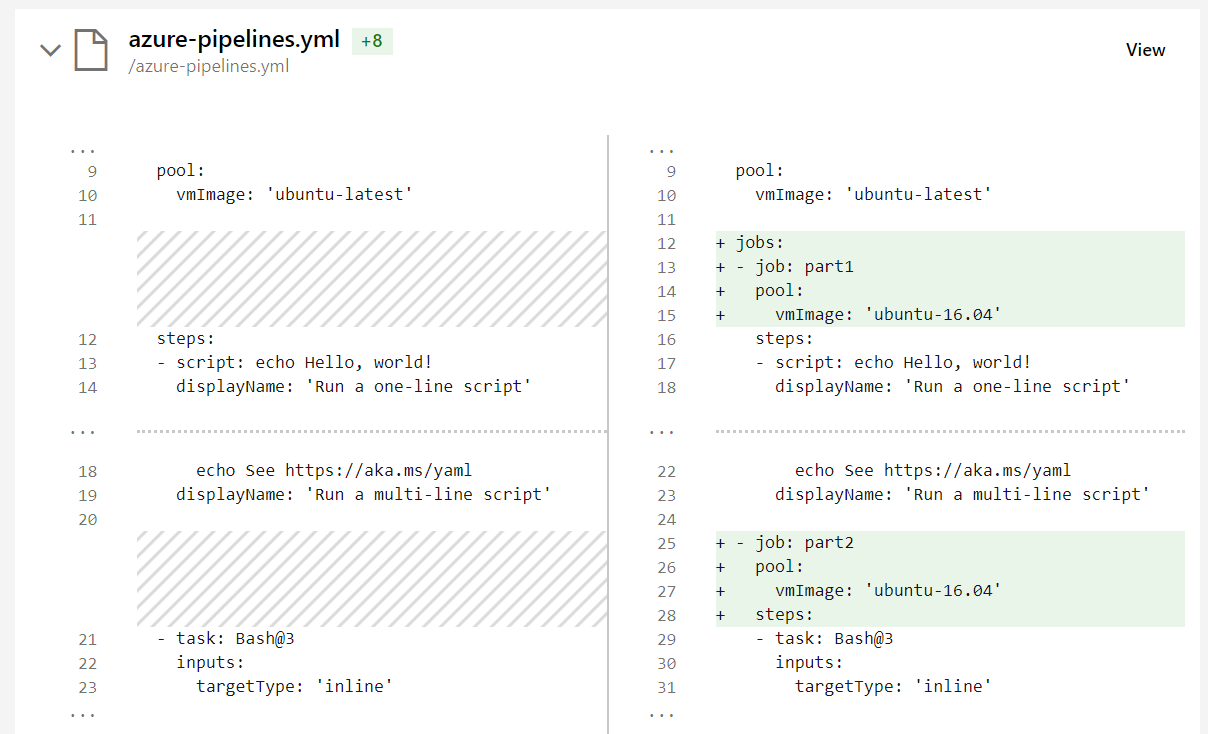 azure-pipelines.yml +8
/azure-pipelines.yml
View
...
9 pool:
10 vmImage: 'ubuntu-latest'
11
12 steps:
13 - script: echo Hello, world!
14 displayName: 'Run a one-line script'
...
18 echo See https://aka.ms/yaml
19 displayName: 'Run a multi-line script'
20
21 - task: Bash@3
22 inputs:
23 targetType: 'inline'
...
...
9 pool:
10 vmImage: 'ubuntu-latest'
11
12 + jobs:
13 + - job: part1
14 + pool:
15 + vmImage: 'ubuntu-16.04'
16 steps:
17 - script: echo Hello, world!
18 displayName: 'Run a one-line script'
...
22 echo See https://aka.ms/yaml
23 displayName: 'Run a multi-line script'
24
25 + - job: part2
26 + pool:
27 + vmImage: 'ubuntu-16.04'
28 + steps:
29 - task: Bash@3
30 inputs:
31 targetType: 'inline'
...